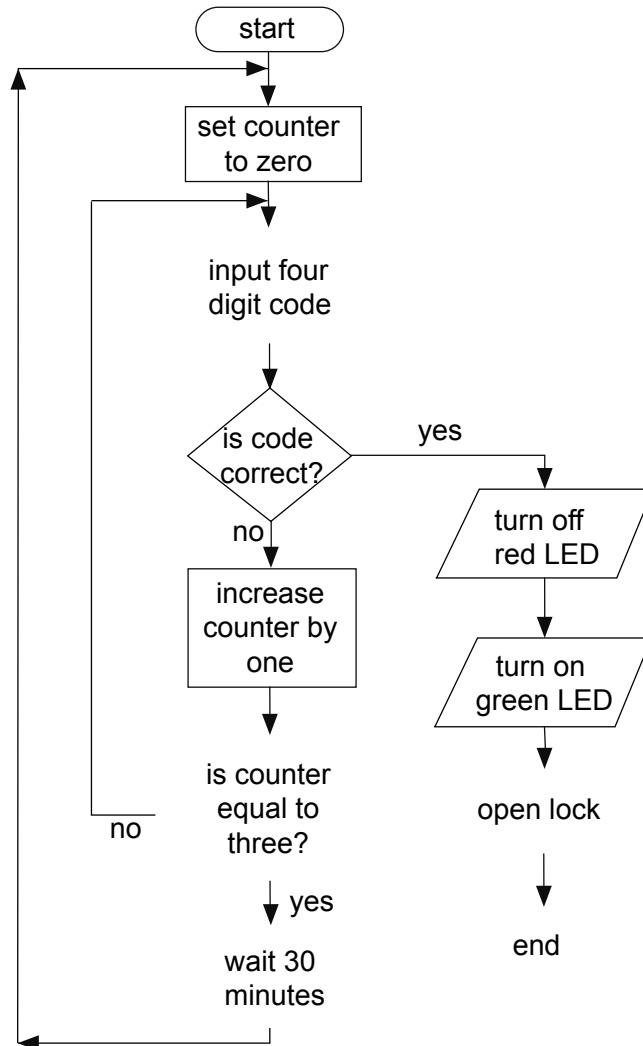 start
set counter
to zero
input four
digit code
is code
correct?
yes
turn off
red LED
no
increase
counter by
one
turn on
green LED
is counter
equal to
three?
no
open lock
yes
end
wait 30
minutes